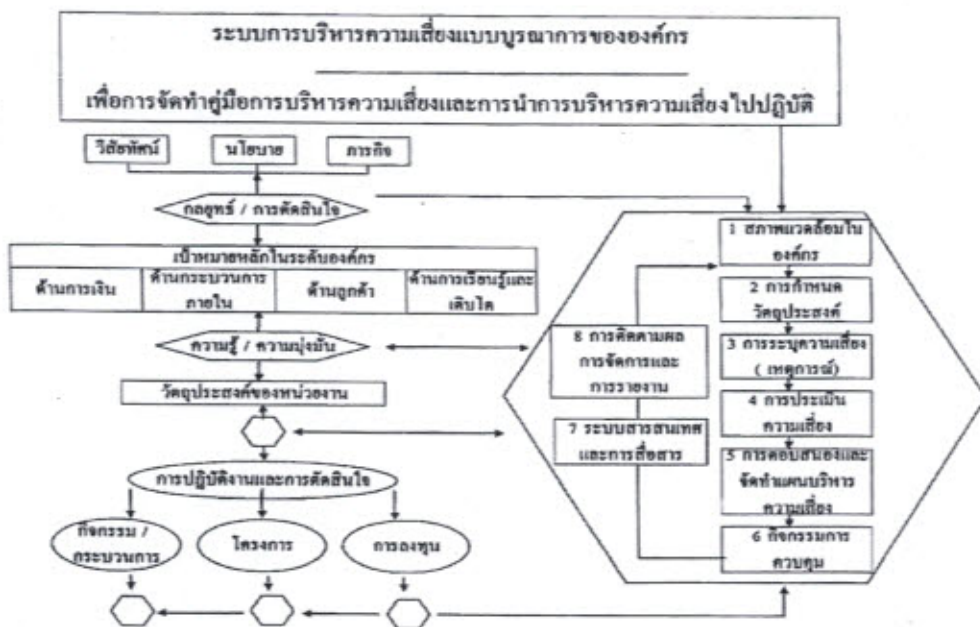 ระบบการบริหารความเสี่ยงแบบบูรณาการขององค์กร
เพื่อการจัดทำคู่มือการบริหารความเสี่ยงและการนำการบริหารความเสี่ยงไปปฏิบัติ
วิสัยทัศน์
นโยบาย
ภารกิจ
กลยุทธ์ / การตัดสินใจ
เป้าหมายหลักในระดับองค์กร
ด้านการเงิน
ด้านกระบวนการ
ภายใน
ด้านลูกค้า
ด้านการเรียนรู้และ
เติบโต
ความรู้ / ความมุ่งมั่น
วัตถุประสงค์ของหน่วยงาน
การปฏิบัติงานและการตัดสินใจ
กิจกรรม /
กระบวนการ
โครงการ
การลงทุน
1 สภาพแวดล้อมใน
องค์กร
2 การกำหนด
วัตถุประสงค์
3 การระบุความเสี่ยง
( เหตุการณ์)
4 การประเมิน
ความเสี่ยง
5 การตอบสนองและ
จัดทำแผนบริหาร
ความเสี่ยง
6 กิจกรรมการ
ควบคุม
7 ระบบสารสนเทศ
และการสื่อสาร
8 การติดตามผล
การจัดการและ
การรายงาน